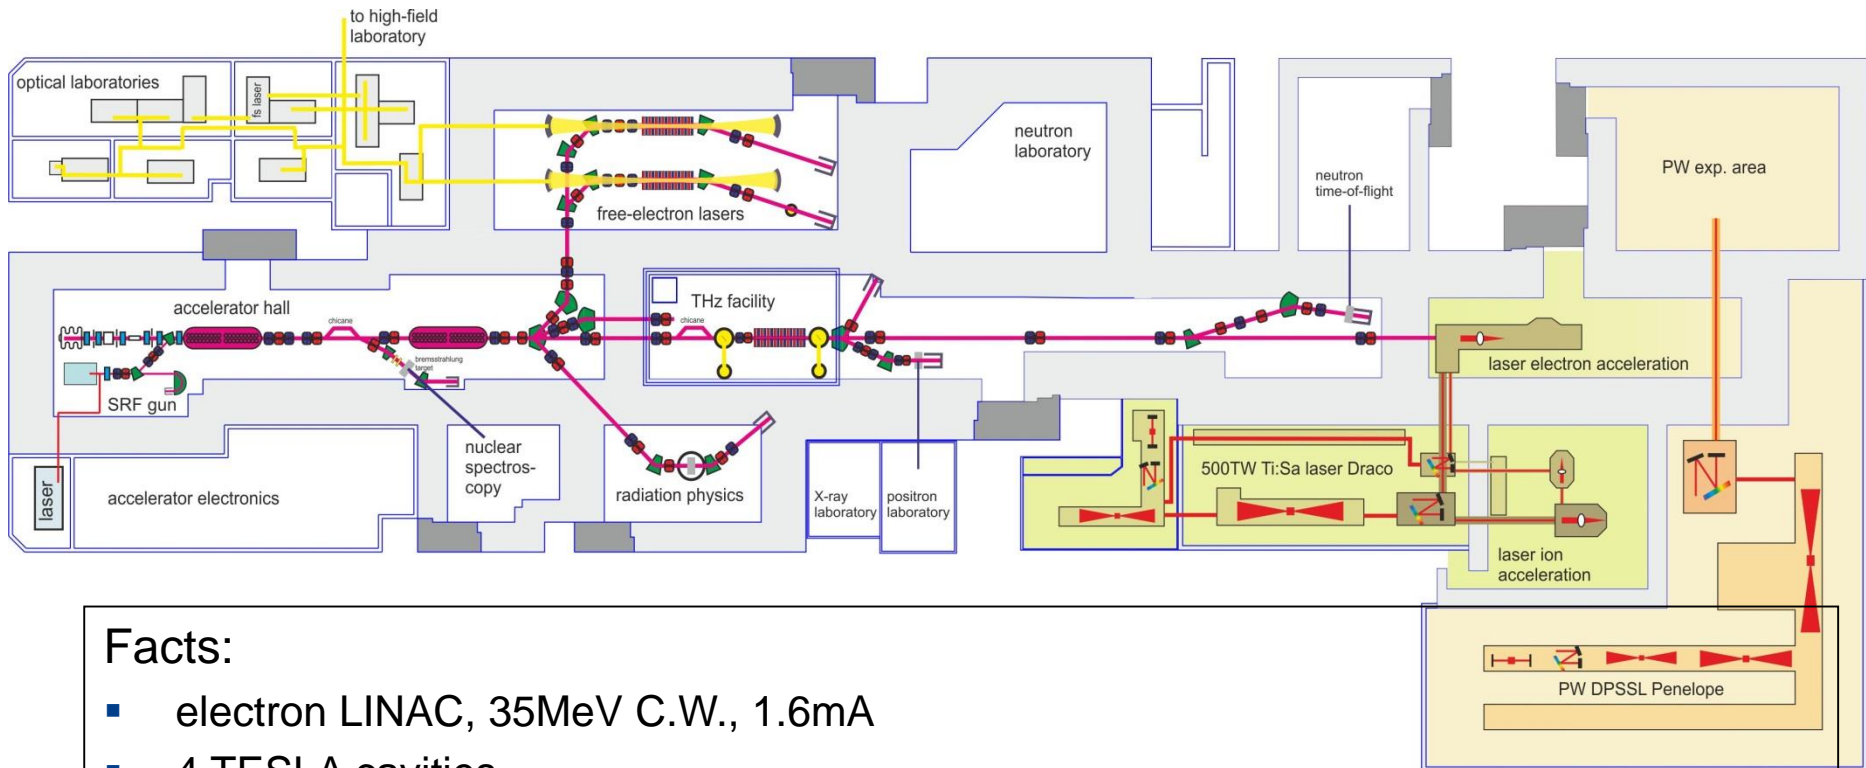 to high-field
laboratory
optical laboratories
fs laser
free-electron lasers
neutron
laboratory
neutron
time-of-flight
PW exp. area
accelerator hall
chicane
bremsstrahlung
target
SRF gun
THz facility
chicane
laser electron acceleration
laser
accelerator electronics
nuclear
spectros-
copy
radiation physics
X-ray
laboratory
positron
laboratory
500TW Ti:Sa laser Draco
laser ion
acceleration
PW DPSSL Penelope
Facts:
▪ electron LINAC, 35MeV C.W., 1.6mA
▪ 4 TESLA cavities